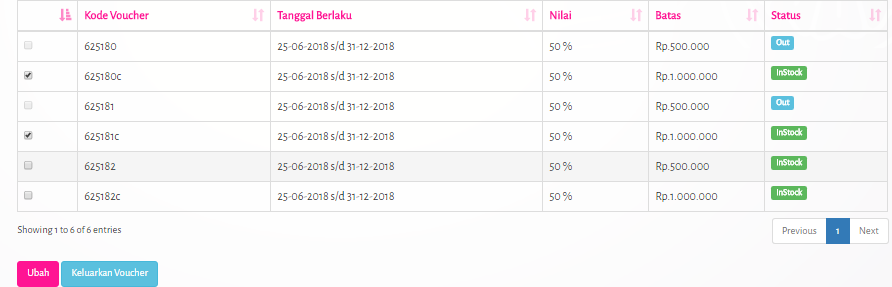 Kode Voucher Tanggal Berlaku Nilai Batas Status
625180 25-06-2018 s/d 31-12-2018 50 % Rp.500.000 Out
625180c 25-06-2018 s/d 31-12-2018 50 % Rp.1.000.000 InStock
625181 25-06-2018 s/d 31-12-2018 50 % Rp.500.000 Out
625181c 25-06-2018 s/d 31-12-2018 50 % Rp.1.000.000 InStock
625182 25-06-2018 s/d 31-12-2018 50 % Rp.500.000 InStock
625182c 25-06-2018 s/d 31-12-2018 50 % Rp.1.000.000 InStock
Showing 1 to 6 of 6 entries Previous 1 Next
Ubah Keluarkan Voucher